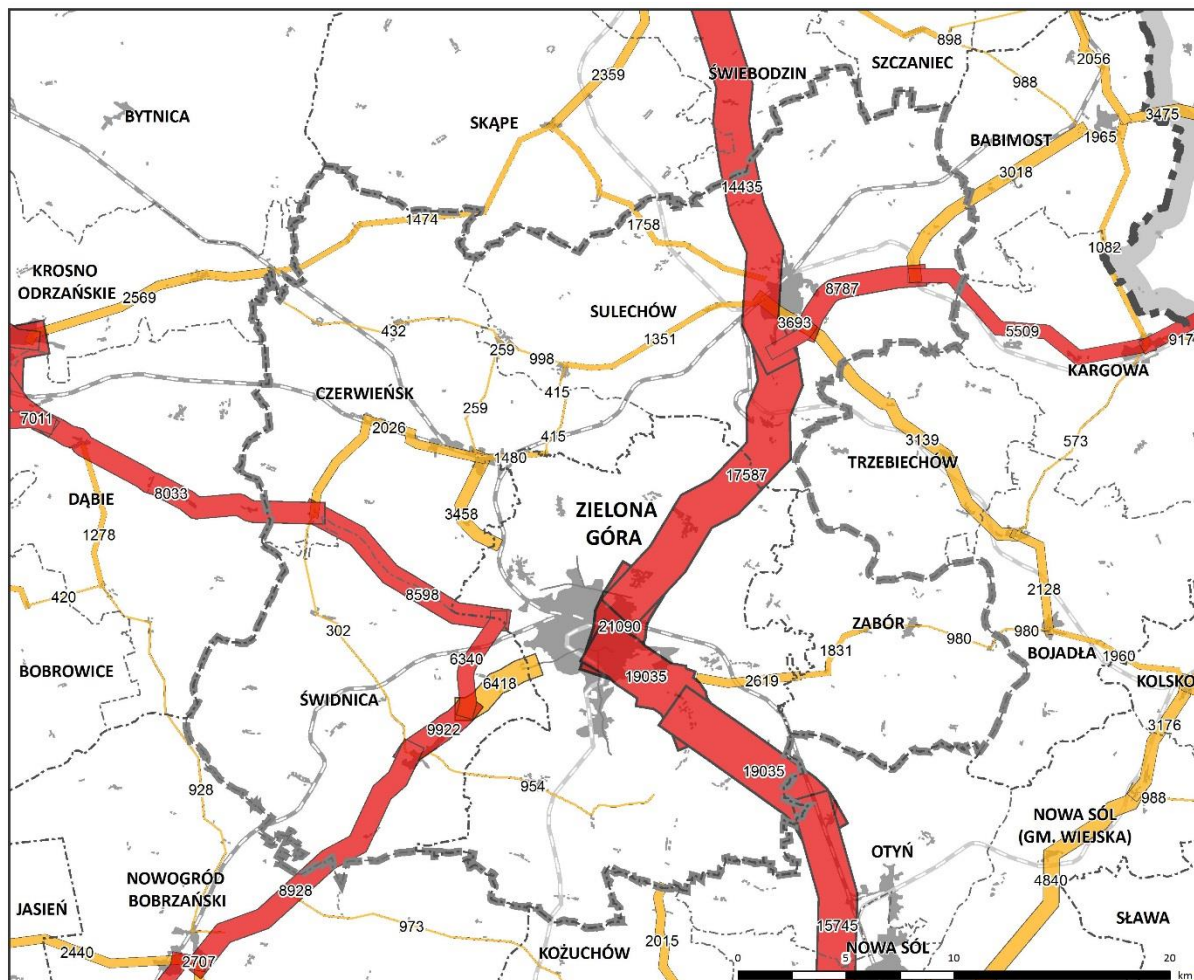 ŚWIEBODZIN
SZCZANIEC
898
2056
988
2359
SKĄPE
BYTNICA
3475
1965
BABIMOST
3018
14435
1474
1758
1082
KROSNO
ODRZAŃSKIE
2569
8787
SULECHÓW
3693
5509
432
1351
259
998
917
KARGOWA
415
CZERWIEŃSK
259
7011
2026
415
1480
3139
573
TRZEBIECHÓW
17587
8033
DĄBIE
3458
ZIELONA
GÓRA
1278
8598
2128
420
21090
ZABÓR
302
980
980
1831
BOJADŁA
BOBROWICE
6340
1960
19035
2619
KOLSKO
6418
ŚWIDNICA
3176
9922
19035
954
928
988
NOWA SÓL
(GM. WIEJSKA)
OTYŃ
NOWOGRÓD
BOBRZAŃSKI
4840
8928
JASIEŃ
SŁAWA
973
15745
2015
2440
KOŻUCHÓW
NOWA SÓL
2707
0 5 10 20
km